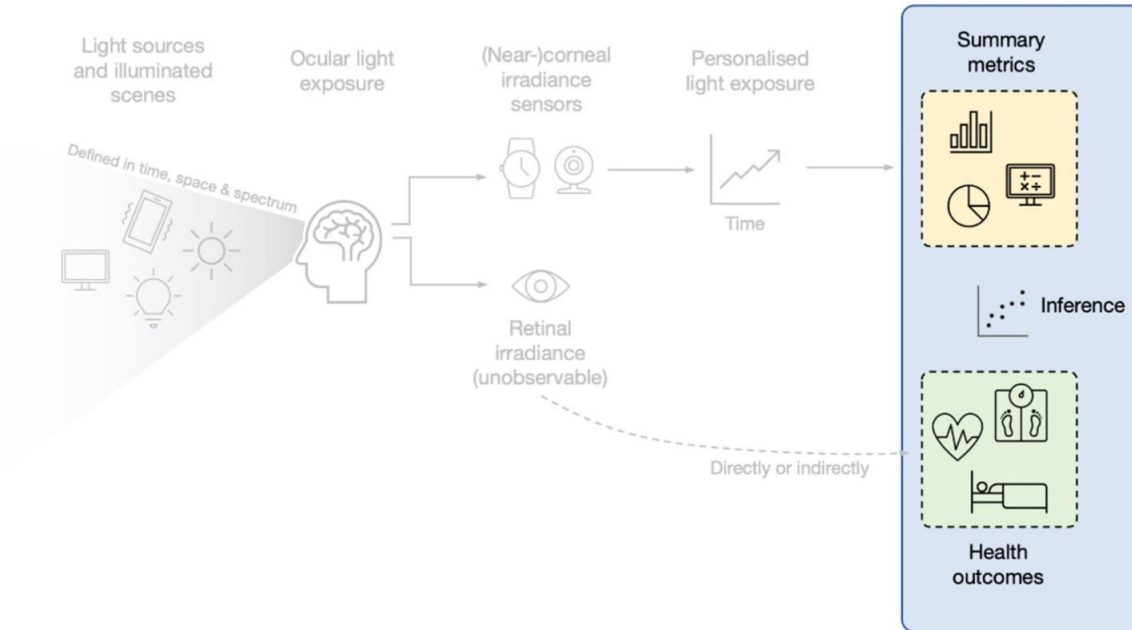 Light sources
and illuminated
scenes
Defined in time, space & spectrum
Ocular light
exposure
(Near-)corneal
irradiance
sensors
Personalised
light exposure
Time
Retinal
irradiance
(unobservable)
Directly or indirectly
Summary
metrics
+ −
× ÷
Inference
Health
outcomes